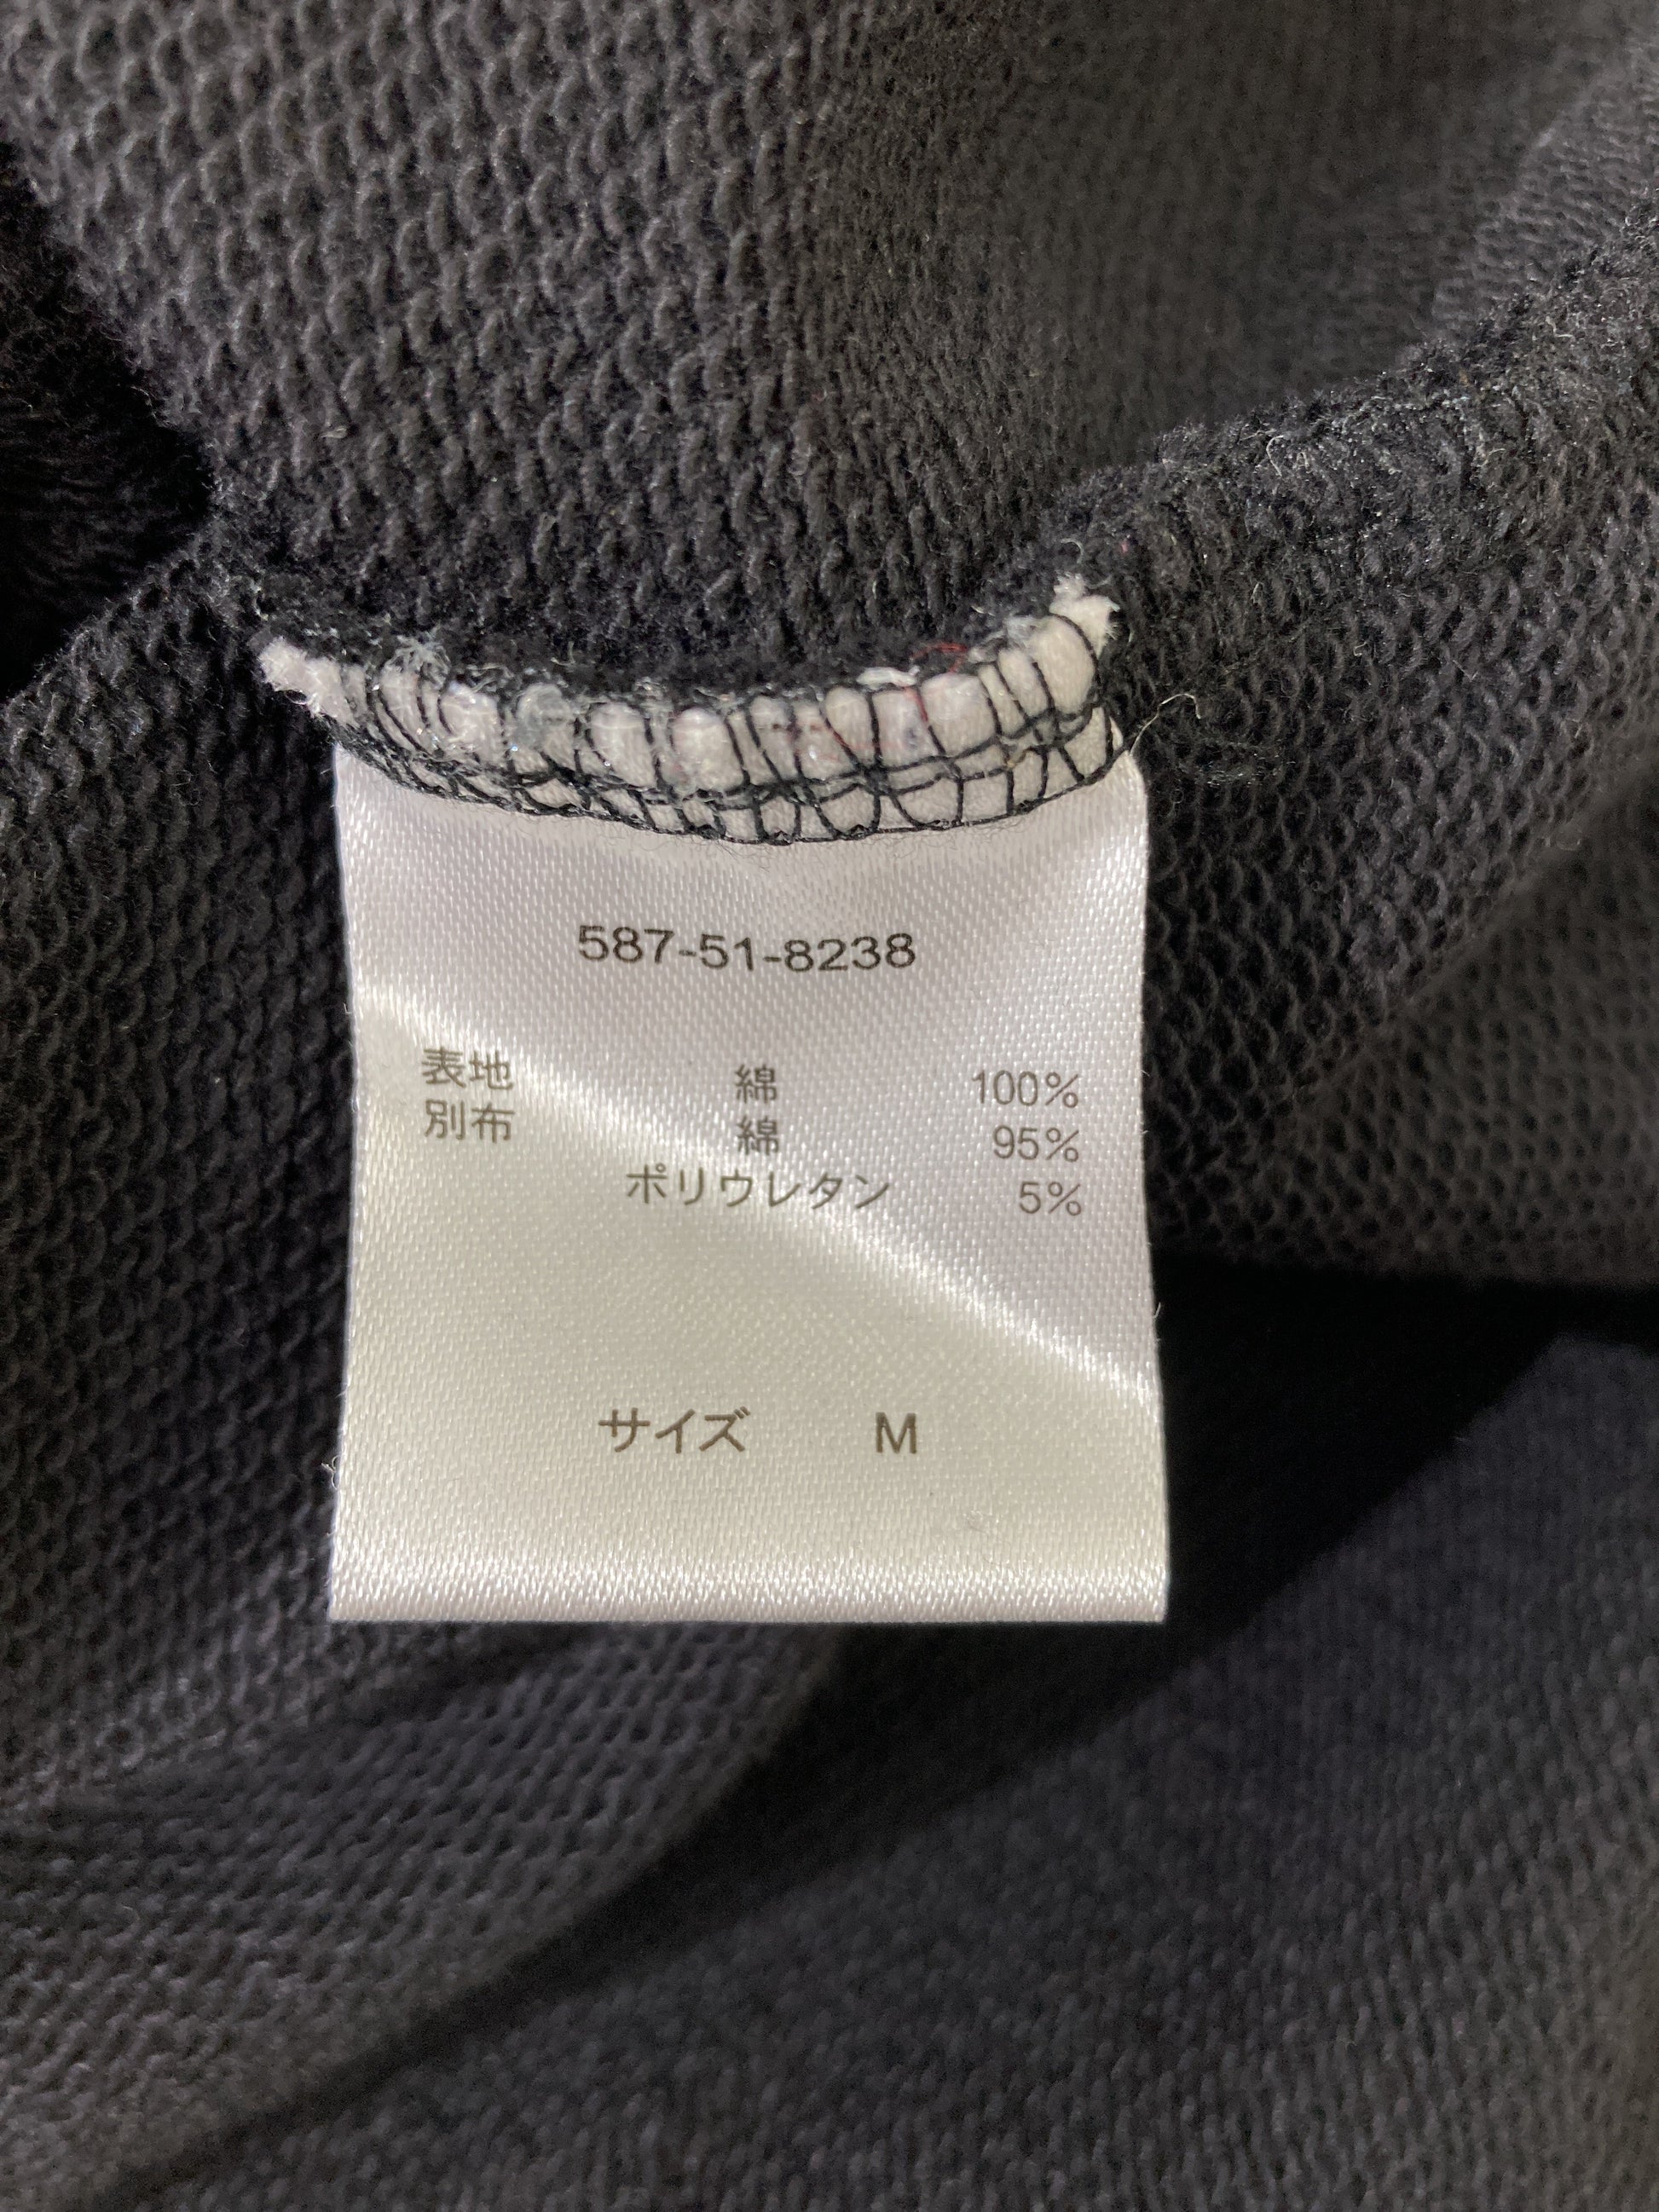 587-51-8238
表地 綿 100%
別布 綿 95%
ポリウレタン 5%
サイズ M